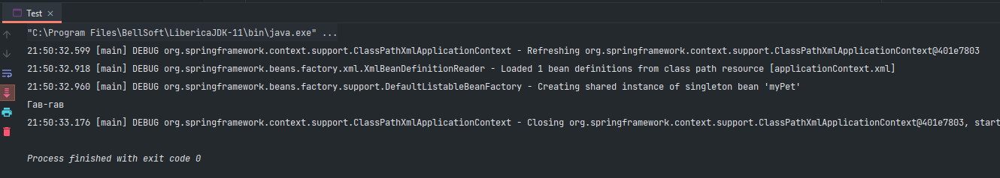 Test
"C:\Program Files\BellSoft\LibericaJDK-11\bin\java.exe" ...
21:50:32.599 [main] DEBUG org.springframework.context.support.ClassPathXmlApplicationContext - Refreshing org.springframework.context.support.ClassPathXmlApplicationContext@401e7803
21:50:32.918 [main] DEBUG org.springframework.beans.factory.xml.XmlBeanDefinitionReader - Loaded 1 bean definitions from class path resource [applicationContext.xml]
21:50:32.960 [main] DEBUG org.springframework.beans.factory.support.DefaultListableBeanFactory - Creating shared instance of singleton bean 'myPet'
Гав-гав
21:50:33.176 [main] DEBUG org.springframework.context.support.ClassPathXmlApplicationContext - Closing org.springframework.context.support.ClassPathXmlApplicationContext@401e7803, start
Process finished with exit code 0